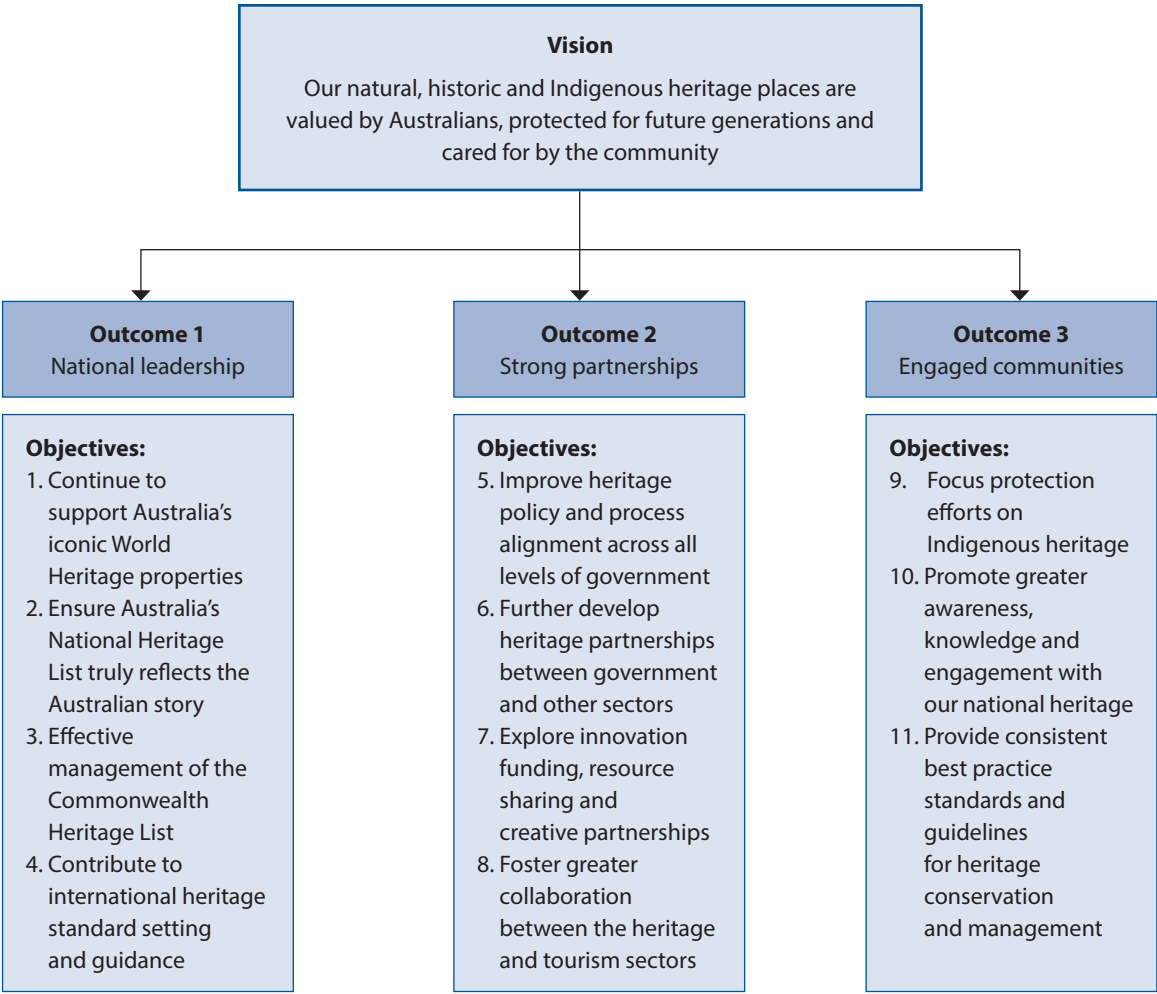 Vision
Our natural, historic and Indigenous heritage places are
valued by Australians, protected for future generations and
cared for by the community
Outcome 1
National leadership
Objectives:
1. Continue to
support Australia’s
iconic World
Heritage properties
2. Ensure Australia’s
National Heritage
List truly reflects the
Australian story
3. Effective
management of the
Commonwealth
Heritage List
4. Contribute to
international heritage
standard setting
and guidance
Outcome 2
Strong partnerships
Objectives:
5. Improve heritage
policy and process
alignment across all
levels of government
6. Further develop
heritage partnerships
between government
and other sectors
7. Explore innovation
funding, resource
sharing and
creative partnerships
8. Foster greater
collaboration
between the heritage
and tourism sectors
Outcome 3
Engaged communities
Objectives:
9. Focus protection
efforts on
Indigenous heritage
10. Promote greater
awareness,
knowledge and
engagement with
our national heritage
11. Provide consistent
best practice
standards and
guidelines
for heritage
conservation
and management